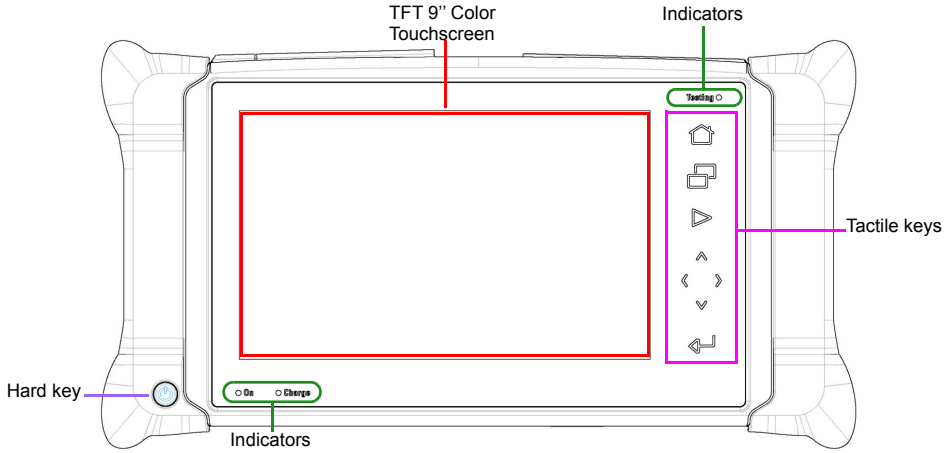 TFT 9’’ Color
Touchscreen
Indicators
Testing
Tactile keys
Hard key
On
Charge
Indicators